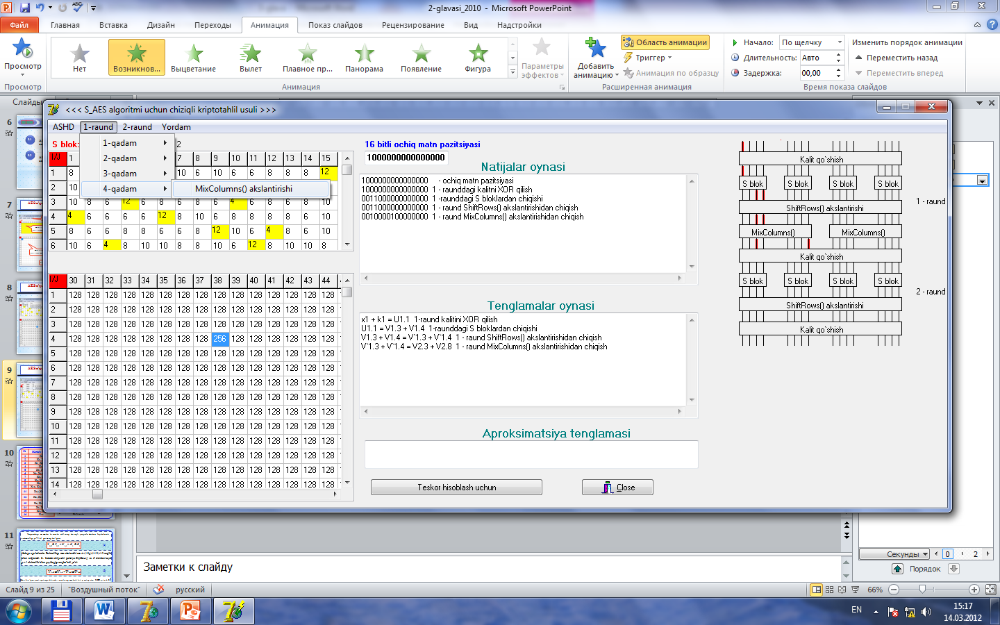 2-glavasi_2010 - Microsoft PowerPoint
Файл Главная Вставка Дизайн Переходы Анимация Показ слайдов Рецензирование Вид Надстройки
Просмотр
Нет Возникнов... Выцветание Вылет Плавное пр... Панорама Появление Фигура
Параметры эффектов
Добавить анимацию
Область анимации
Триггер
Анимация по образцу
Начало: По щелчку
Длительность: Авто
Задержка: 00,00
Изменить порядок анимации
Переместить назад
Переместить вперед
Просмотр Анимация Расширенная анимация Время показа слайдов
Слайды
<<< S_AES algoritmi uchun chiziqli kriptotahlil usuli >>>
ASHD 1-raund 2-raund Yordam
1-qadam
2-qadam
3-qadam
4-qadam
MixColumns() akslantirishi
S blok: 2
I/J 1 7 8 9 10 11 12 13 14 15
1 8 10 6 10 6 6 8 8 6 12
2 10
3 12 8 6 8 6 4 6 8 6 8 10
4 4 6 6 6 6 12 8 10 6 8 8 8 8 6 10
5 8 6 6 8 6 6 8 6 12 10 6 4 8 6 6
6 10 6 4 8 10 10 8 8 10 6 12 10 10 10 8
I/J 30 31 32 33 34 35 36 37 38 39 40 41 42 43 44
1 128 128 128 128 128 128 128 128 128 128 128 128 128 128 128
2 128 128 128 128 128 128 128 128 128 128 128 128 128 128 128
3 128 128 128 128 128 128 128 128 128 128 128 128 128 128 128
4 128 128 128 128 128 128 128 128 256 128 128 128 128 128 128
5 128 128 128 128 128 128 128 128 128 128 128 128 128 128 128
6 128 128 128 128 128 128 128 128 128 128 128 128 128 128 128
7 128 128 128 128 128 128 128 128 128 128 128 128 128 128 128
8 128 128 128 128 128 128 128 128 128 128 128 128 128 128 128
9 128 128 128 128 128 128 128 128 128 128 128 128 128 128 128
10 128 128 128 128 128 128 128 128 128 128 128 128 128 128 128
11 128 128 128 128 128 128 128 128 128 128 128 128 128 128 128
12 128 128 128 128 128 128 128 128 128 128 128 128 128 128 128
13 128 128 128 128 128 128 128 128 128 128 128 128 128 128 128
14 128 128 128 128 128 128 128 128 128 128 128 128 128 128 128
16 bitli ochiq matn pazitsiyasi
1000000000000000
Natijalar oynasi
1000000000000000 - ochiq matn pazitsiyasi
1000000000000000 1 - raunddagi kalitni XOR qilish
0011000000000000 1 -raunddagi S bloklardan chiqishi
0011000000000000 1 - raund ShiftRows() akslantirishidan chiqish
0010000100000000 1 - raund MixColumns() akslantirishidan chiqish
Tenglamalar oynasi
x1 + k1 = U1.1 1-raund kalitini XOR qilish
U1.1 = V1.3 + V1.4 1-raunddagi S bloklardan chiqishi
V1.3 + V1.4 = V`1.3 + V`1.4 1 - raund ShiftRows() akslantirishidan chiqish
V`1.3 + V`1.4 = V2.3 + V2.8 1 - raund MixColumns() akslantirishidan chiqish
Aproksimatsiya tenglamasi
Teskor hisoblash uchun
Close
Kalit qo`shish
S blok S blok S blok S blok
ShiftRows() akslantirishi
1 - raund
MixColumns() MixColumns()
Kalit qo`shish
S blok S blok S blok S blok
2 - raund
ShiftRows() akslantirishi
Kalit qo`shish
6
7
8
9
10
11
Заметки к слайду
Секунды 0 2
Порядок
Слайд 9 из 25 "Воздушный поток" русский 66%
EN 15:17
14.03.2012